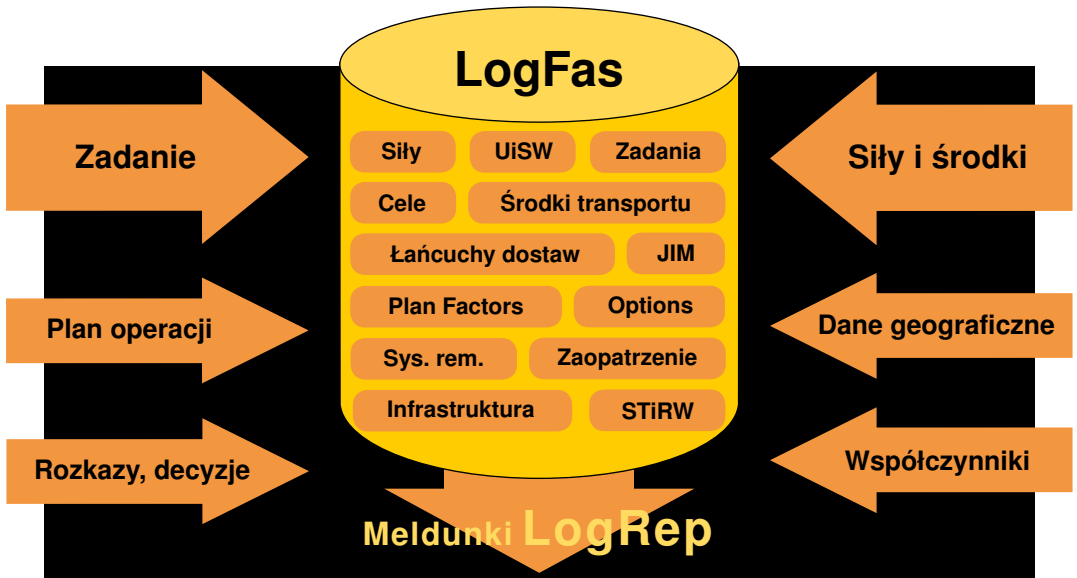 LogFas
Zadanie
Plan operacji
Rozkazy, decyzje
Siły UiSW Zadania
Cele Środki transportu
Łańcuchy dostaw JIM
Plan Factors Options
Sys. rem. Zaopatrzenie
Infrastruktura STiRW
Siły i środki
Dane geograficzne
Współczynniki
Meldunki LogRep